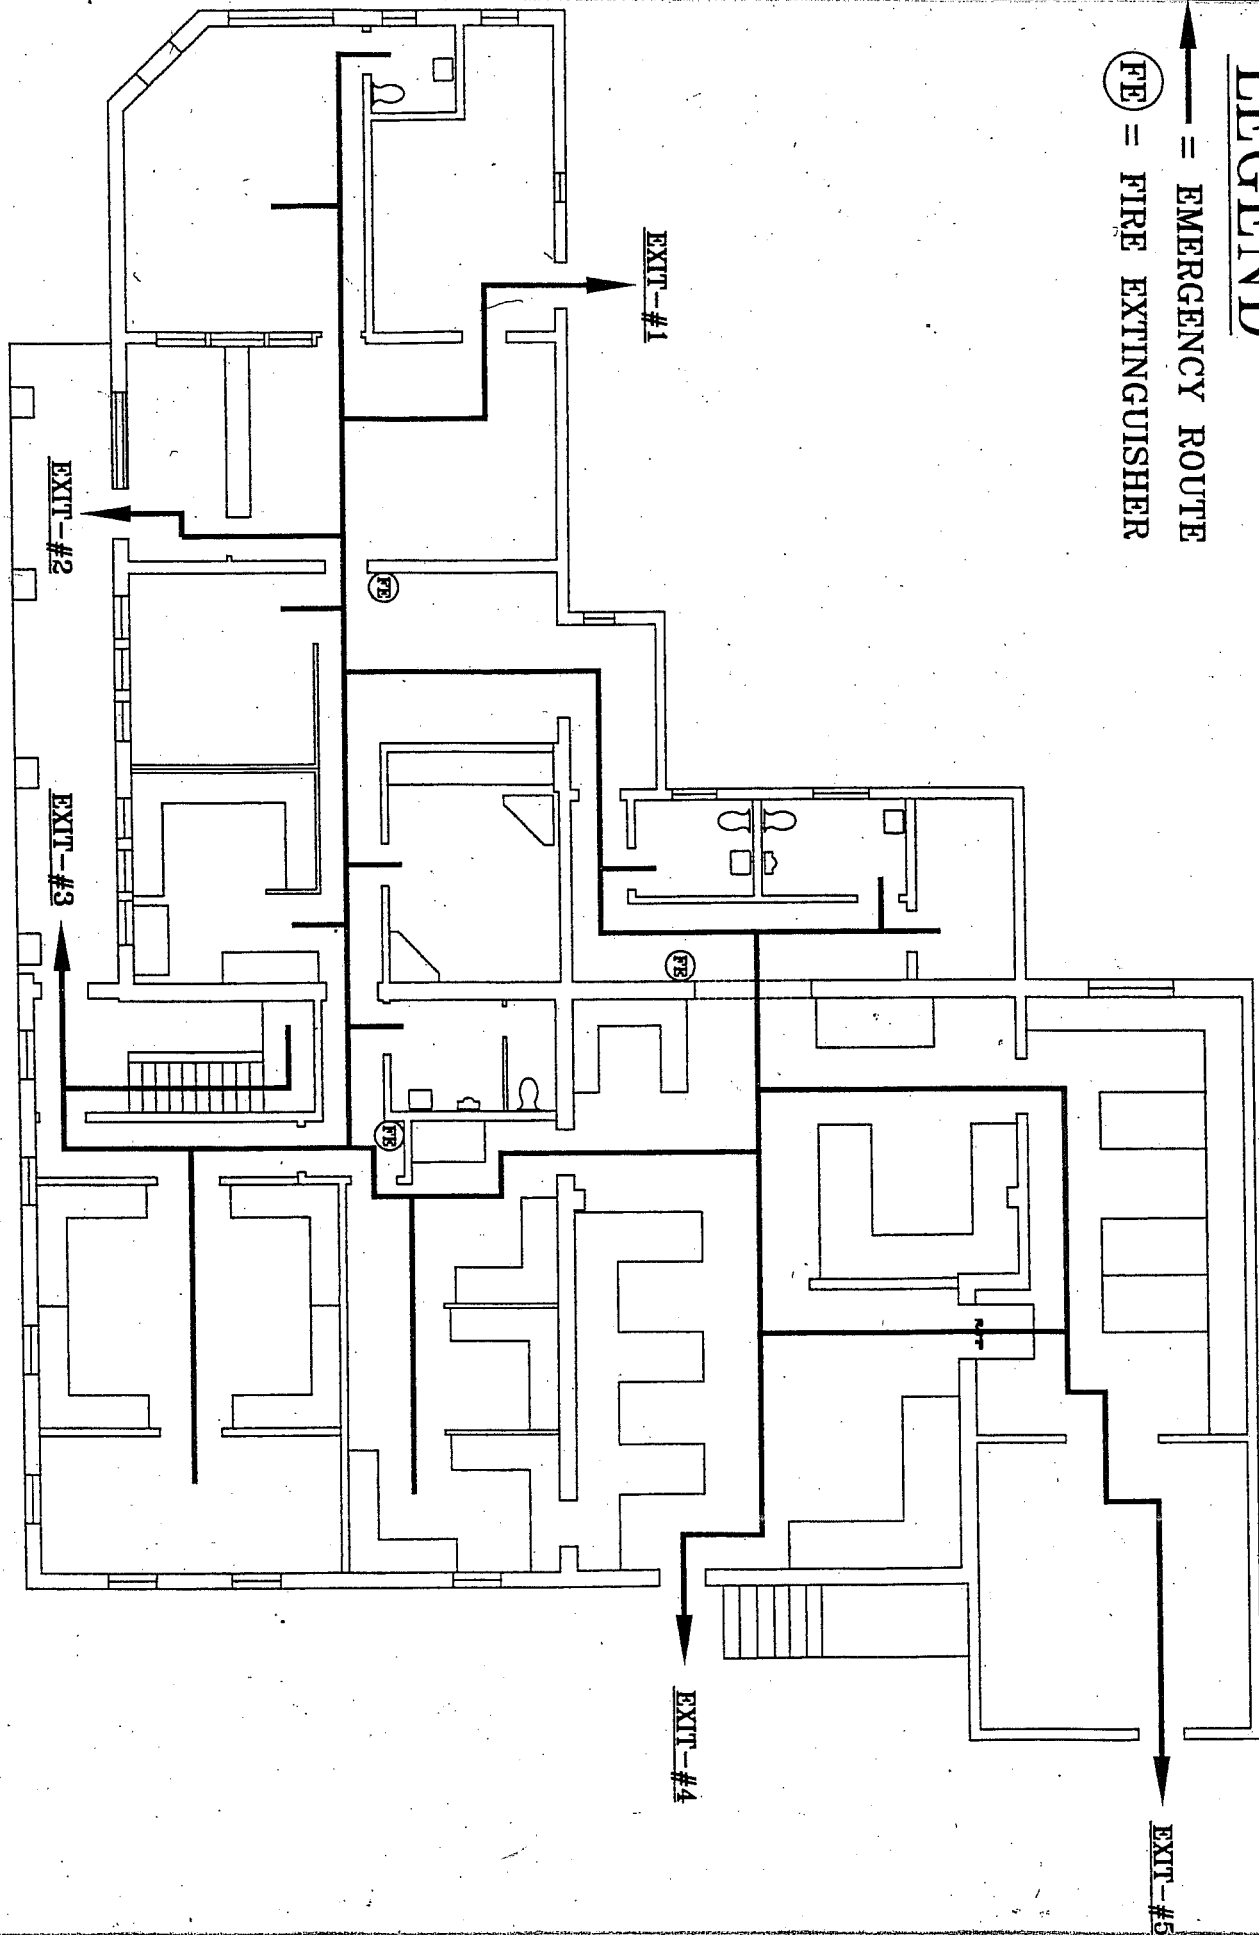 LEGEND
= EMERGENCY ROUTE
FE = FIRE EXTINGUISHER
EXIT-#1
EXIT-#2
FE
EXIT-#3
FE
FE
EXIT-#4
EXIT-#5